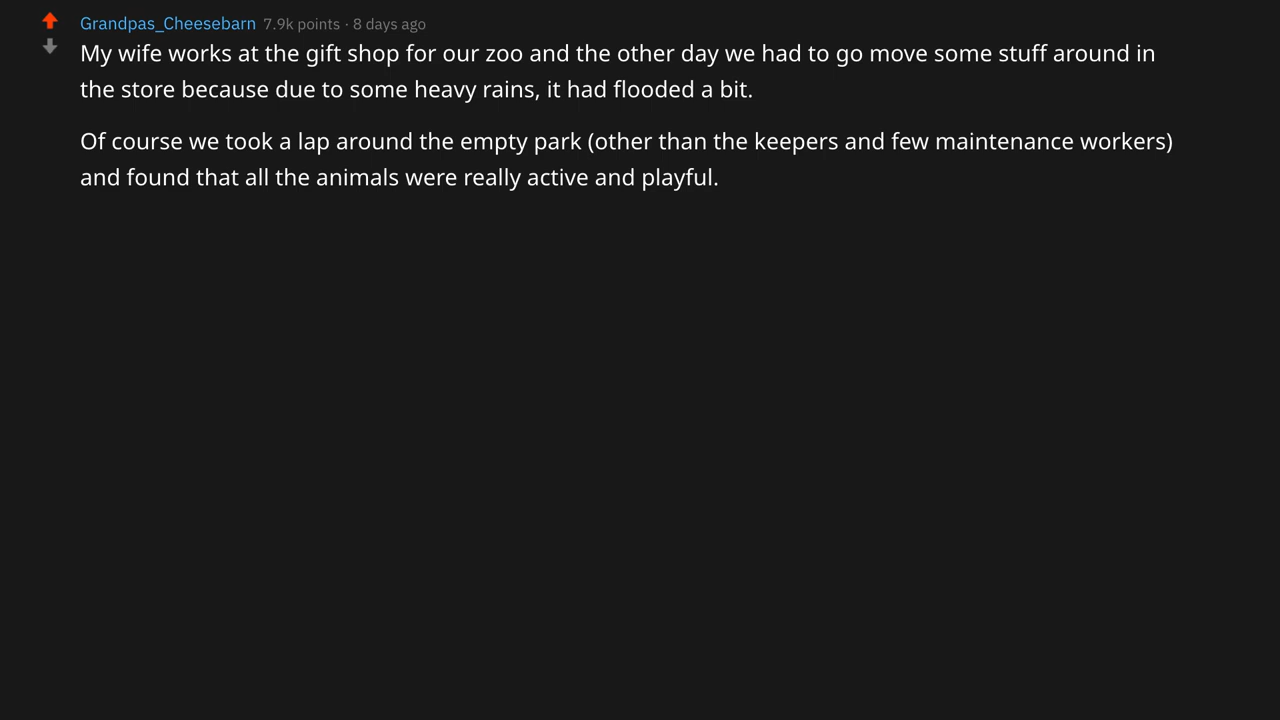 Grandpas_Cheesebarn 7.9k points · 8 days ago
My wife works at the gift shop for our zoo and the other day we had to go move some stuff around in
the store because due to some heavy rains, it had flooded a bit.
Of course we took a lap around the empty park (other than the keepers and few maintenance workers)
and found that all the animals were really active and playful.